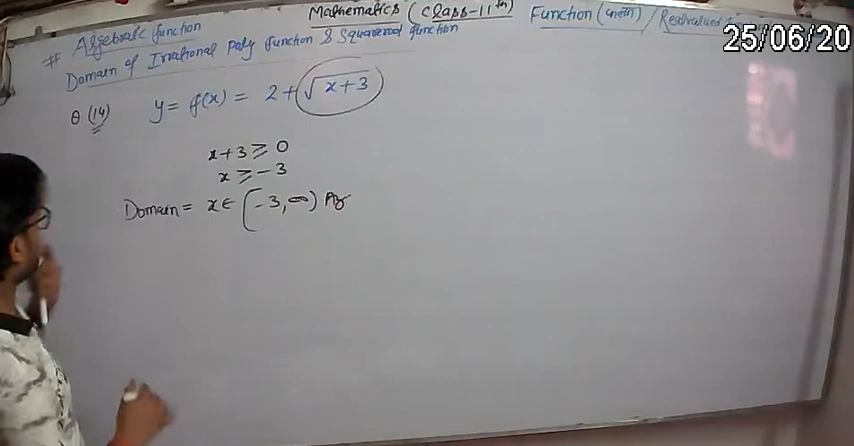 Mathematics (Class-11th) Function (फलन) / Realvalued
25/06/20
# Algebraic function
Domain of Irrational Poly function & Squareroot function
Q (14) y = f(x) = 2 + √x+3
x+3 ≥ 0
x ≥ -3
Domain = x ∈ [-3, ∞) Ans